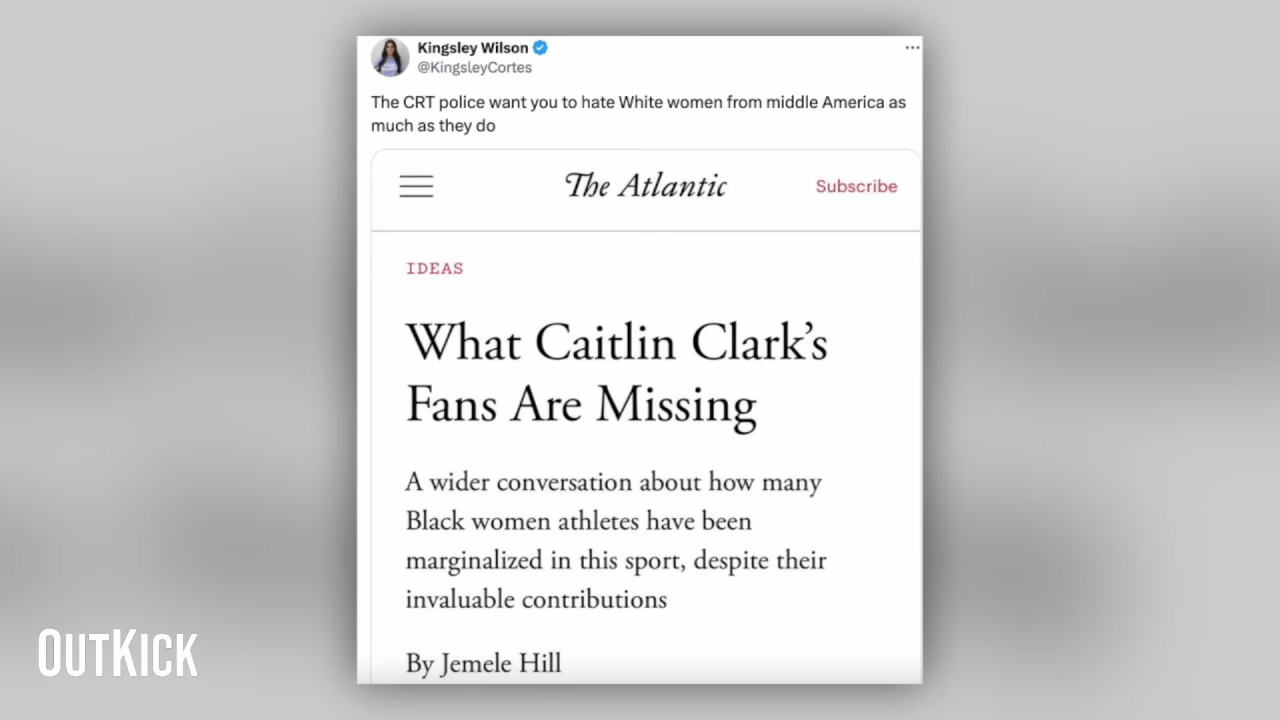 Kingsley Wilson
@KingsleyCortes
The CRT police want you to hate White women from middle America as
much as they do
The Atlantic
Subscribe
IDEAS
What Caitlin Clark's
Fans Are Missing
A wider conversation about how many
Black women athletes have been
marginalized in this sport, despite their
invaluable contributions
By Jemele Hill
OUTKICK